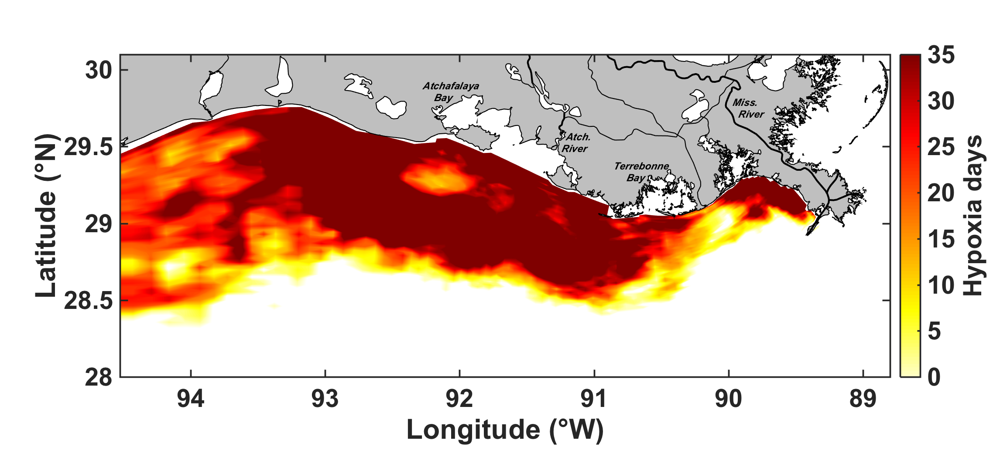 30
29.5
29
28.5
28
Latitude (°N)
94
93
92
91
90
89
Longitude (°W)
Atchafalaya
Bay
Atch.
River
Terrebonne
Bay
Miss.
River
35
30
25
20
15
10
5
0
Hypoxia days